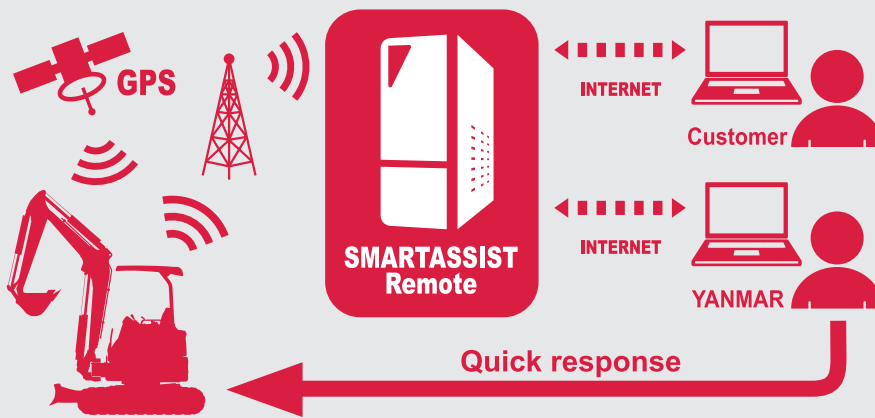 GPS
SMARTASSIST
Remote
INTERNET
Customer
INTERNET
YANMAR
Quick response